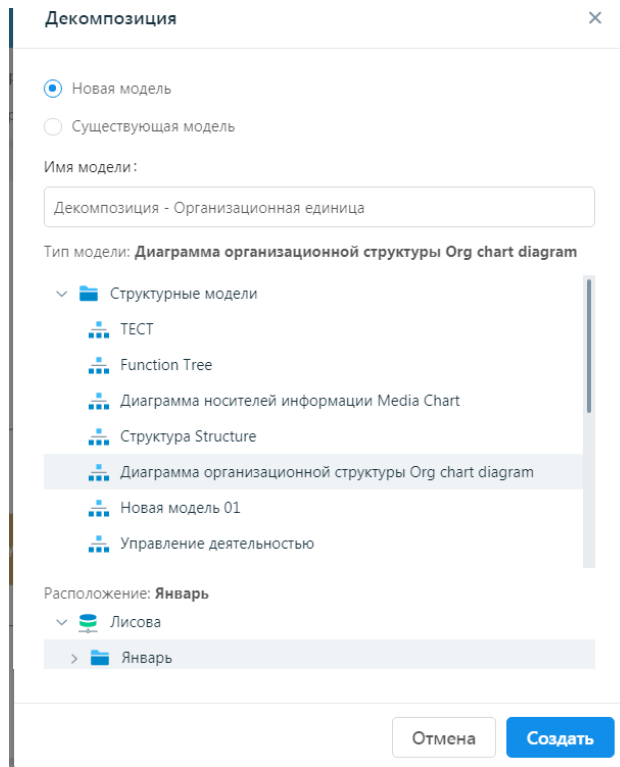 Декомпозиция
Новая модель
Существующая модель
Имя модели:
Декомпозиция - Организационная единица
Тип модели: Диаграмма организационной структуры Org chart diagram
Структурные модели
ТЕСТ
Function Tree
Диаграмма носителей информации Media Chart
Структура Structure
Диаграмма организационной структуры Org chart diagram
Новая модель 01
Управление деятельностью
Расположение: Январь
Лисова
Январь
Отмена
Создать